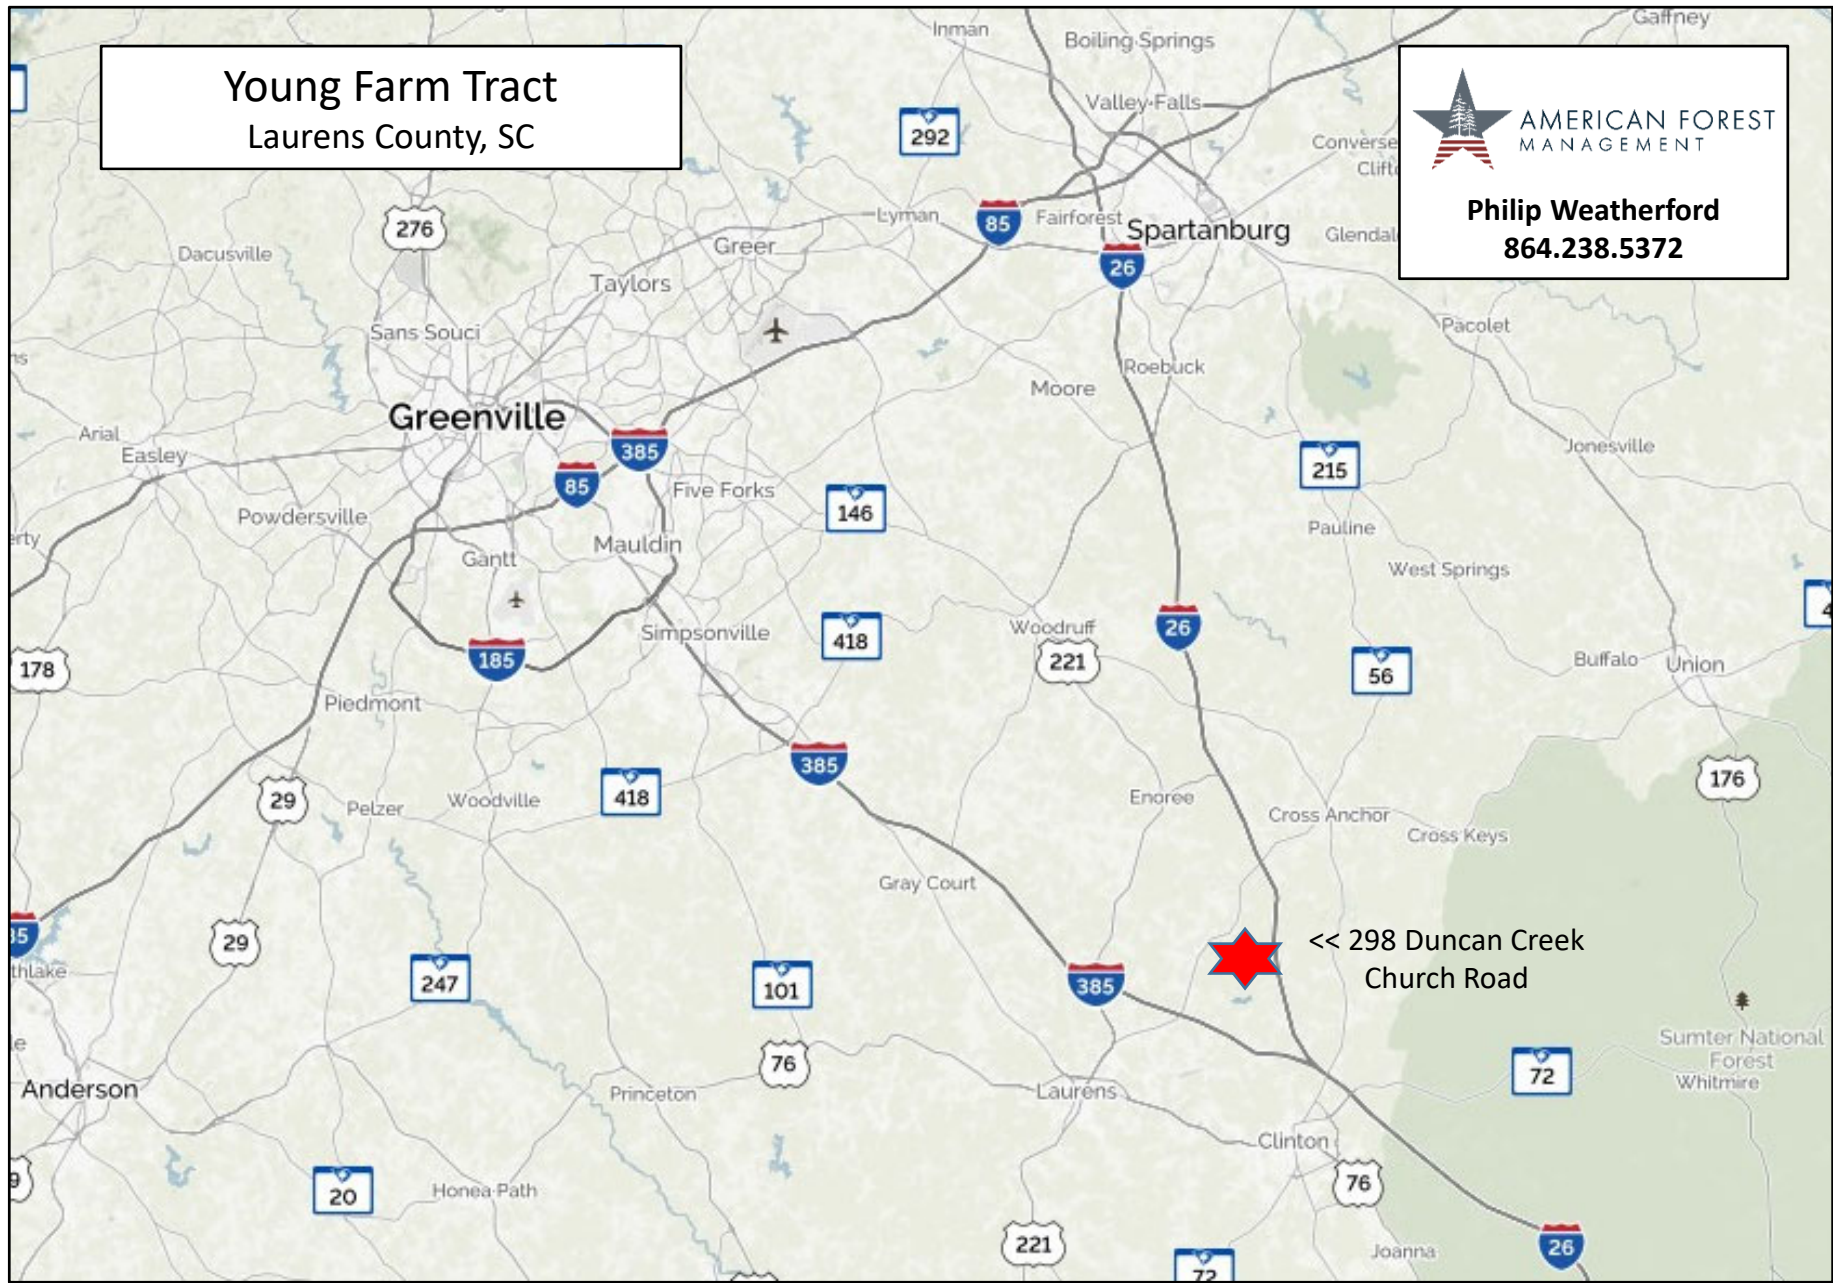 Young Farm Tract
Laurens County, SC
AMERICAN FOREST
MANAGEMENT
Philip Weatherford
864.238.5372
Gaffney
Inman
Boiling Springs
Valley Falls
292
Converse
Lyman
85
Fairforest
Spartanburg
276
Greer
26
Dacusville
Taylors
Sans Souci
Pacolet
Roebuck
Moore
Greenville
Arial
Easley
385
85
Five Forks
215
Jonesville
146
Powdersville
Pauline
Gantt
Mauldin
West Springs
Simpsonville
418
Woodruff
26
221
178
185
56
Buffalo
Union
Piedmont
385
176
29
Pelzer
Woodville
418
Enoree
Cross Anchor
Cross Keys
Gray Court
29
<< 298 Duncan Creek
Church Road
247
101
385
Sumter National
Forest
76
72
Whitmire
Anderson
Princeton
Laurens
Clinton
20
Honea Path
76
221
Joanna
26
72